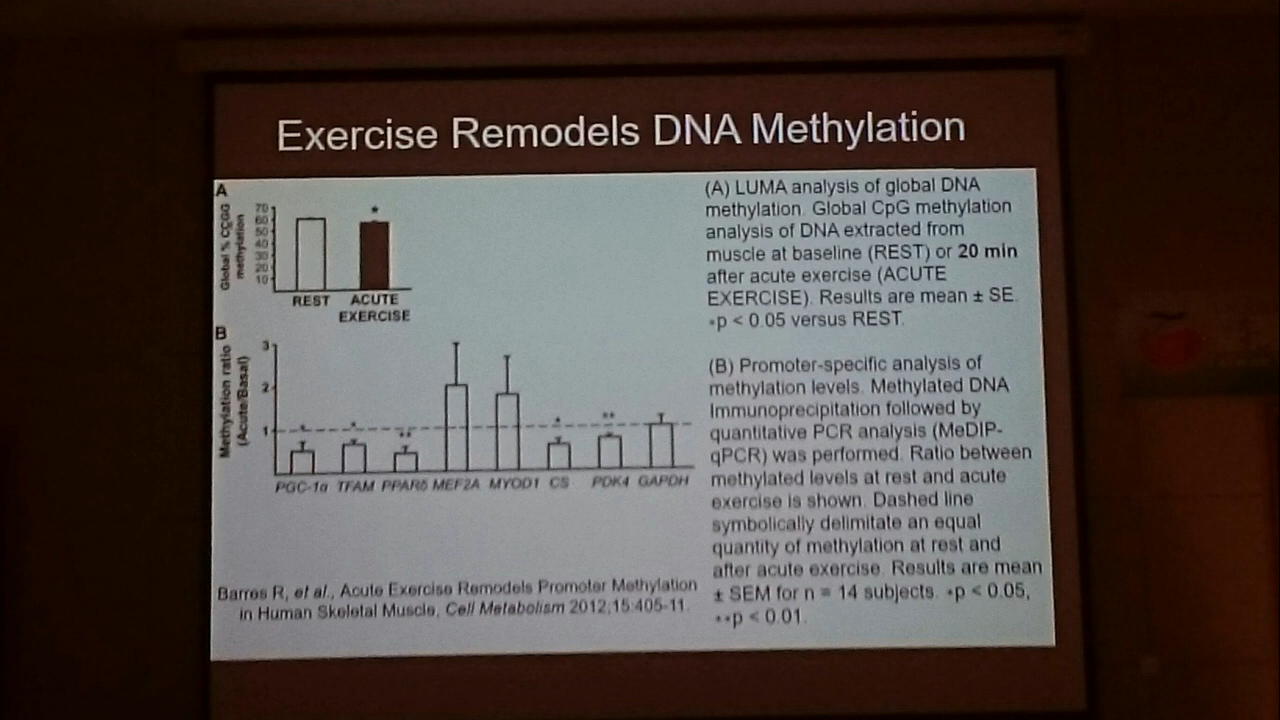 Exercise Remodels DNA Methylation
A
Global % CCGG
methylation
70
60
50
40
30
20
10
*
REST ACUTE
EXERCISE
B
Methylation ratio
(Acute/Basal)
3
2
1
* * ** * **
PGC-1α TFAM PPARδ MEF2A MYOD1 CS PDK4 GAPDH
Barres R, et al., Acute Exercise Remodels Promoter Methylation
in Human Skeletal Muscle, Cell Metabolism 2012;15:405-11.
(A) LUMA analysis of global DNA
methylation. Global CpG methylation
analysis of DNA extracted from
muscle at baseline (REST) or 20 min
after acute exercise (ACUTE
EXERCISE). Results are mean ± SE.
*p < 0.05 versus REST.
(B) Promoter-specific analysis of
methylation levels. Methylated DNA
Immunoprecipitation followed by
quantitative PCR analysis (MeDIP-
qPCR) was performed. Ratio between
methylated levels at rest and acute
exercise is shown. Dashed line
symbolically delimitate an equal
quantity of methylation at rest and
after acute exercise. Results are mean
± SEM for n = 14 subjects. *p < 0.05,
**p < 0.01.